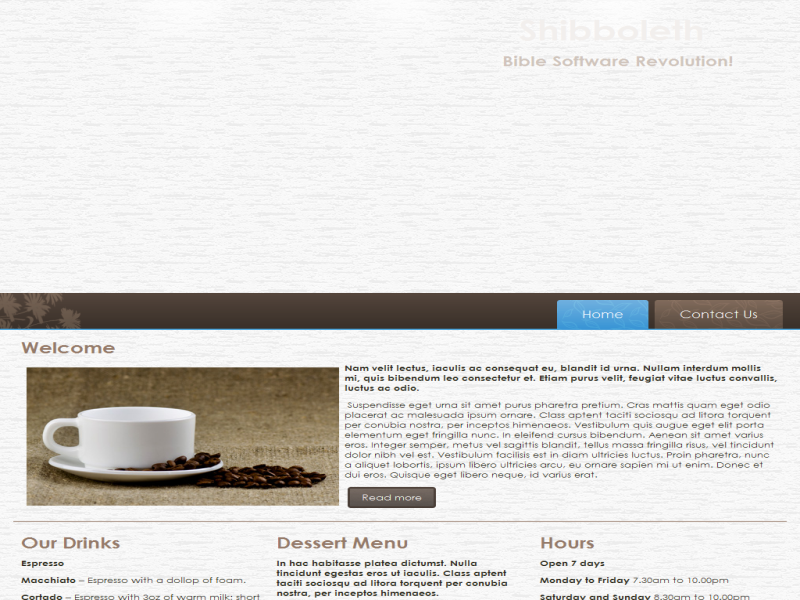 Shibboleth
Bible Software Revolution!
Home
Contact Us
Welcome
Nam velit lectus, iaculis ac consequat eu, blandit id urna. Nullam interdum mollis
mi, quis bibendum leo consectetur et. Etiam purus velit, feugiat vitae luctus convallis,
luctus ac odio.
Suspendisse eget urna sit amet purus pharetra pretium. Cras mattis quam eget odio
placerat ac malesuada ipsum ornare. Class aptent taciti sociosqu ad litora torquent
per conubia nostra, per inceptos himenaeos. Vestibulum quis augue eget elit porta
elementum eget fringilla nunc. In eleifend cursus bibendum. Aenean sit amet varius
eros. Integer semper, metus vel sagittis blandit, tellus massa fringilla risus, vel tincidunt
dolor nibh vel est. Vestibulum facilisis est in diam ultricies luctus. Proin pharetra, nunc
a aliquet lobortis, ipsum libero ultricies arcu, eu ornare sapien mi ut enim. Donec et
dui eros. Quisque eget libero neque, id varius erat.
Read more
Our Drinks
Espresso
Macchiato – Espresso with a dollop of foam.
Cortado – Espresso with 3oz of warm milk; short
Dessert Menu
In hac habitasse platea dictumst. Nulla
tincidunt egestas eros ut iaculis. Class aptent
taciti sociosqu ad litora torquent per conubia
nostra, per inceptos himenaeos.
Hours
Open 7 days
Monday to Friday 7.30am to 10.00pm
Saturday and Sunday 8.30am to 10.00pm